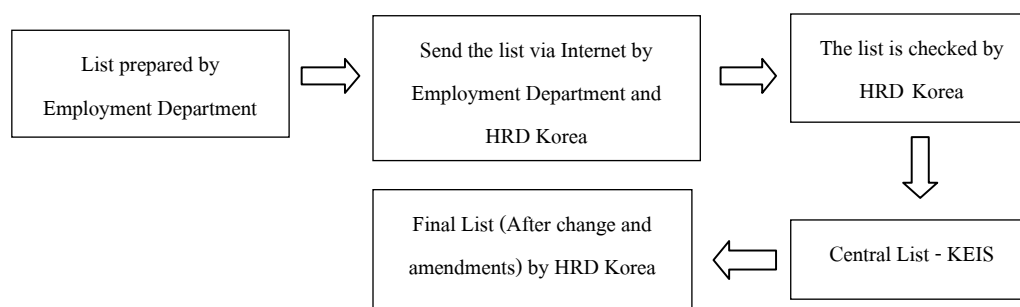 List prepared by
Employment Department
Send the list via Internet by
Employment Department and
HRD Korea
The list is checked by
HRD Korea
Central List - KEIS
Final List (After change and
amendments) by HRD Korea